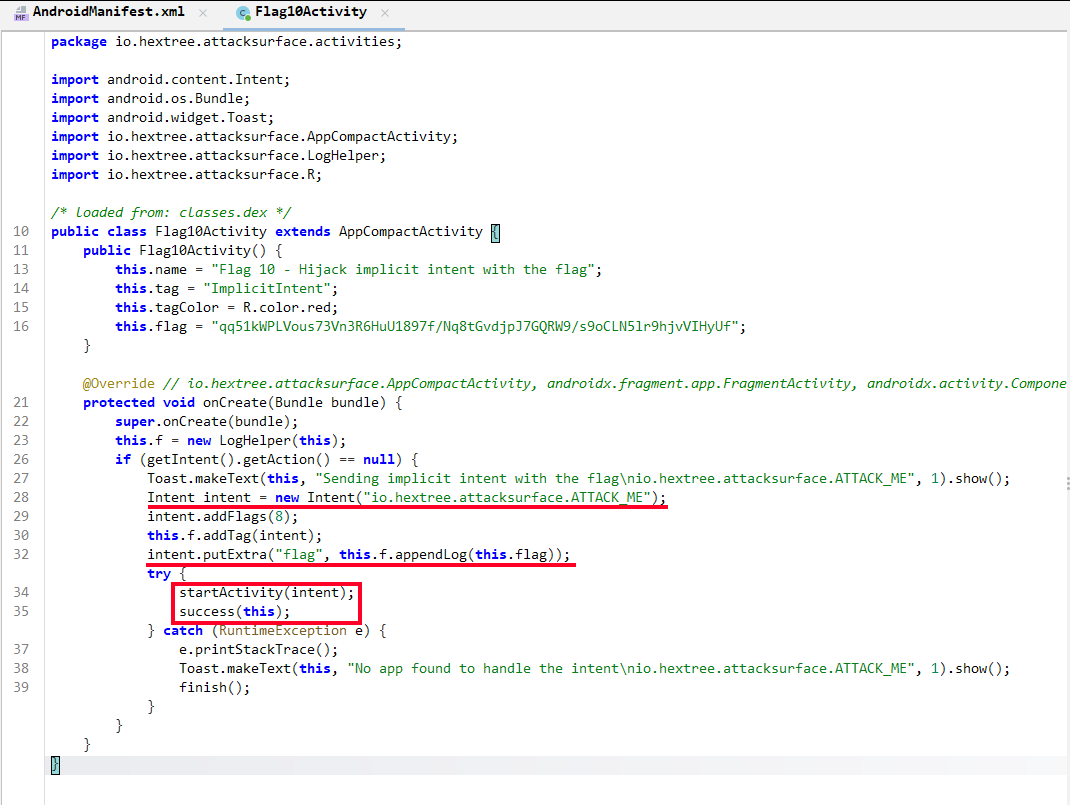 AndroidManifest.xml Flag10Activity
package io.hextree.attacksurface.activities;
import android.content.Intent;
import android.os.Bundle;
import android.widget.Toast;
import io.hextree.attacksurface.AppCompactActivity;
import io.hextree.attacksurface.LogHelper;
import io.hextree.attacksurface.R;
/* loaded from: classes.dex */
10 public class Flag10Activity extends AppCompactActivity {
11 public Flag10Activity() {
13 this.name = "Flag 10 - Hijack implicit intent with the flag";
14 this.tag = "ImplicitIntent";
15 this.tagColor = R.color.red;
16 this.flag = "qq51kWPLVous73Vn3R6HuU1897f/Nq8tGvdjpJ7GQRW9/s9oCLN5lr9hjvVIHyUf";
}
@Override // io.hextree.attacksurface.AppCompactActivity, androidx.fragment.app.FragmentActivity, androidx.activity.Compone
21 protected void onCreate(Bundle bundle) {
22 super.onCreate(bundle);
23 this.f = new LogHelper(this);
26 if (getIntent().getAction() == null) {
27 Toast.makeText(this, "Sending implicit intent with the flag\nio.hextree.attacksurface.ATTACK_ME", 1).show();
28 Intent intent = new Intent("io.hextree.attacksurface.ATTACK_ME");
29 intent.addFlags(8);
30 this.f.addTag(intent);
32 intent.putExtra("flag", this.f.appendLog(this.flag));
try {
34 startActivity(intent);
35 success(this);
} catch (RuntimeException e) {
37 e.printStackTrace();
38 Toast.makeText(this, "No app found to handle the intent\nio.hextree.attacksurface.ATTACK_ME", 1).show();
39 finish();
}
}
}
}